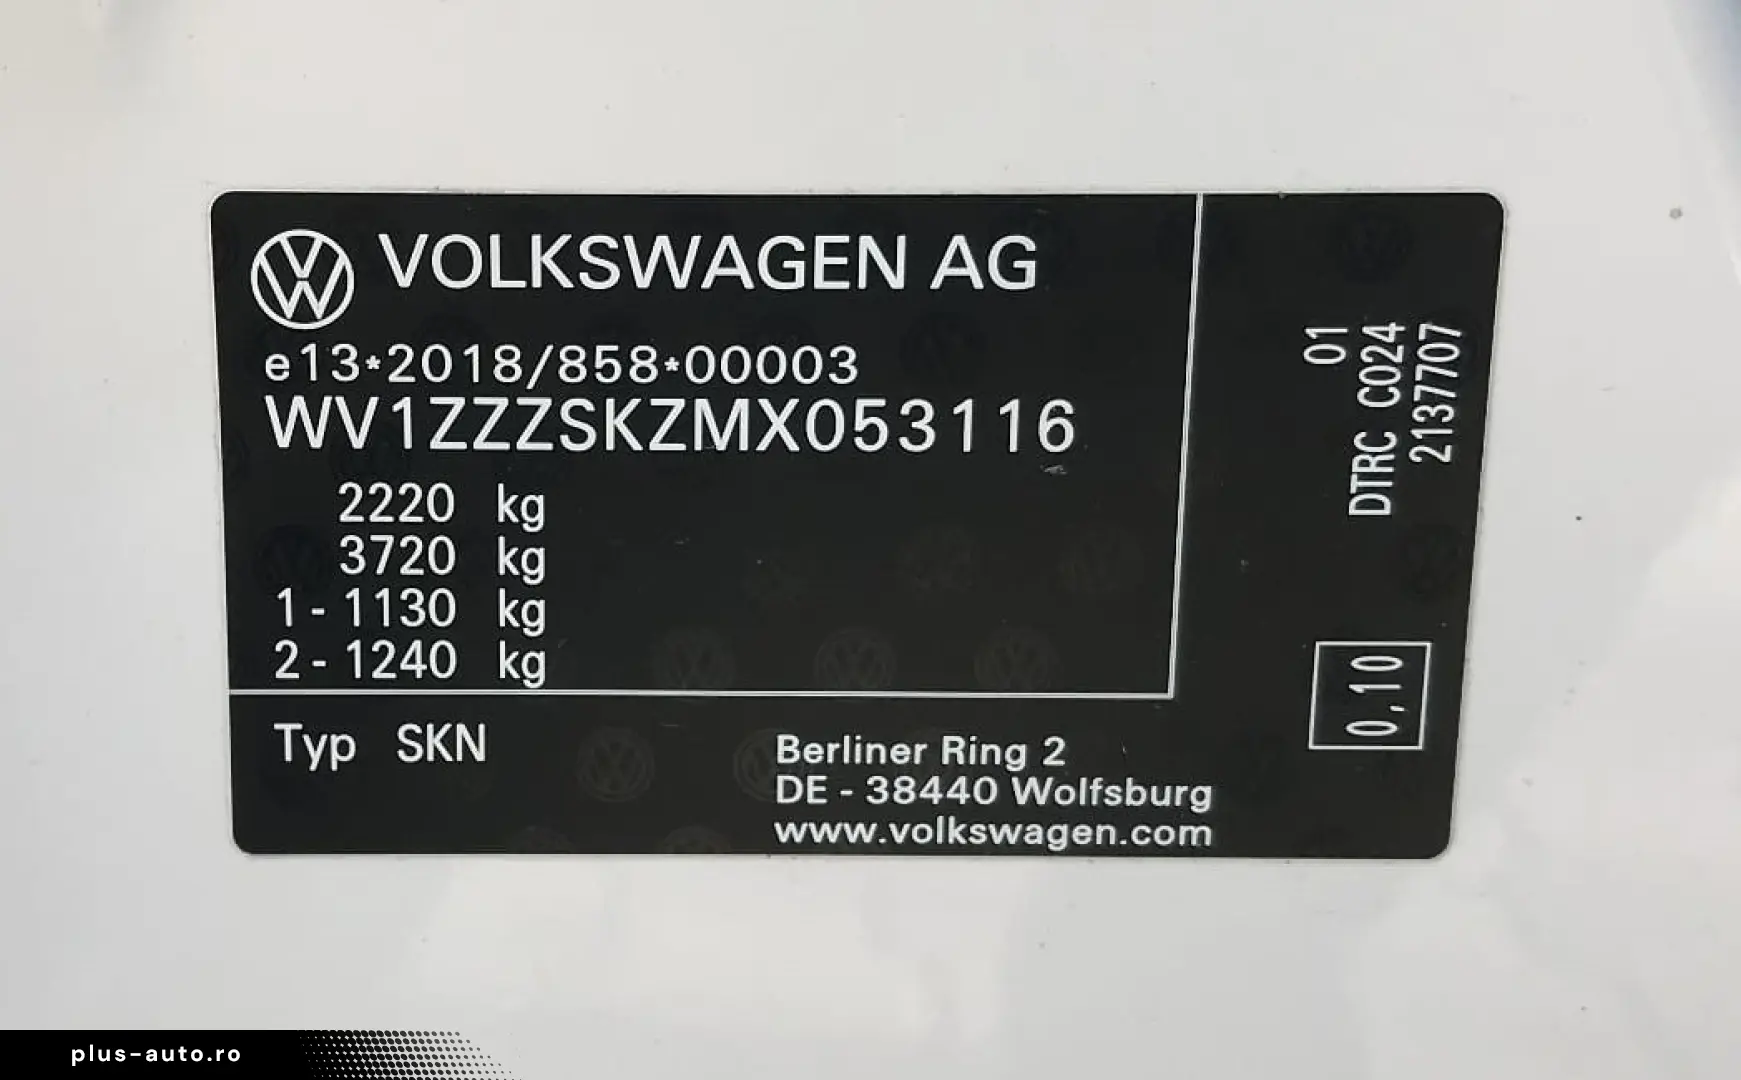 VOLKSWAGEN AG
e13*2018/858*00003
WV1ZZZSKZMX053116
2220 kg
3720 kg
1 - 1130 kg
2 - 1240 kg
Typ SKN
Berliner Ring 2
DE - 38440 Wolfsburg
www.volkswagen.com
01
DTRC C024
2137707
0,10
plus-auto.ro